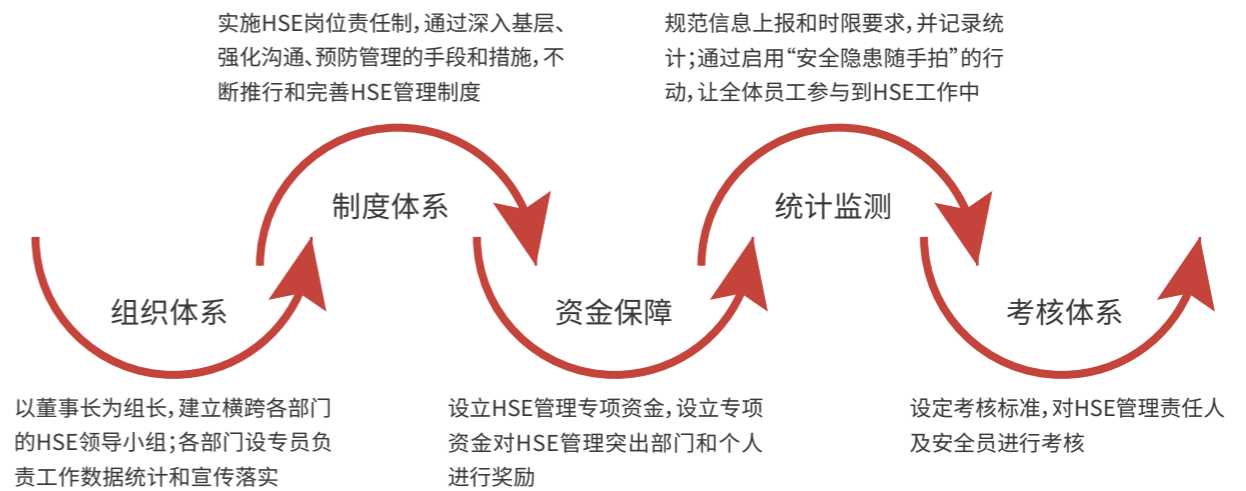 实施HSE岗位责任制，通过深入基层、
强化沟通、预防管理的手段和措施，不
断推行和完善HSE管理制度
规范信息上报和时限要求，并记录统
计；通过启用“安全隐患随手拍”的行
动，让全体员工参与到HSE工作中
制度体系
统计监测
组织体系
资金保障
考核体系
以董事长为组长，建立横跨各部门
的HSE领导小组；各部门设专员负
责工作数据统计和宣传落实
设立HSE管理专项资金，设立专项
资金对HSE管理突出部门和个人
进行奖励
设定考核标准，对HSE管理责任人
及安全员进行考核